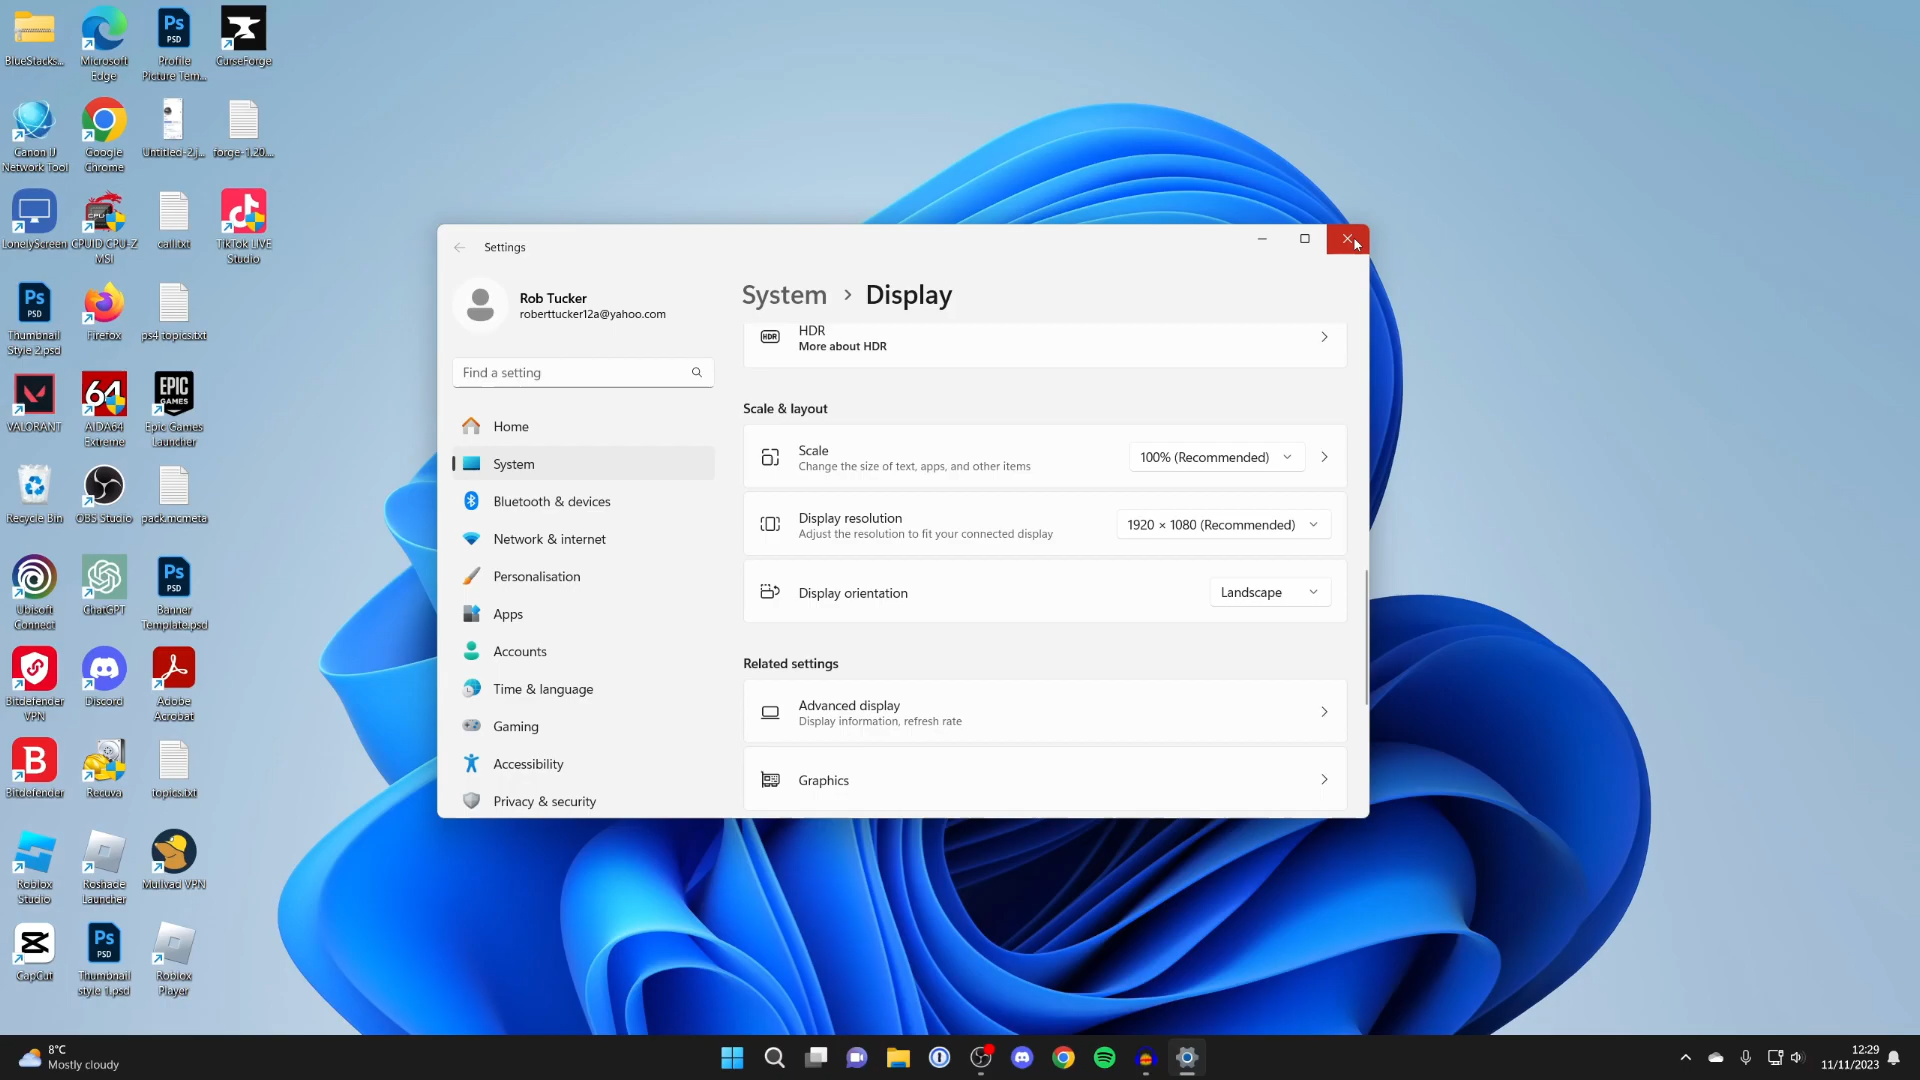 BlueStacks...
Microsoft
Edge
Profile
Picture Tem...
CurseForge
Canon IJ
Network Tool
Google
Chrome
Untitled-2.j...
forge-1.20....
LonelyScreen
CPUID CPU-Z
MSI
call.txt
TikTok LIVE
Studio
Thumbnail
Style 2.psd
Firefox
ps4 topics.txt
VALORANT
AIDA64
Extreme
Epic Games
Launcher
Recycle Bin
OBS Studio
pack.mcmeta
Ubisoft
Connect
ChatGPT
Banner
Template.psd
Bitdefender
VPN
Discord
Adobe
Acrobat
Bitdefender
Recuva
topics.txt
Roblox
Studio
Roshade
Launcher
Mullvad VPN
CapCut
Thumbnail
style 1.psd
Roblox
Player
Settings
Rob Tucker
roberttucker12a@yahoo.com
Find a setting
Home
System
Bluetooth & devices
Network & internet
Personalisation
Apps
Accounts
Time & language
Gaming
Accessibility
Privacy & security
System > Display
HDR
More about HDR
Scale & layout
Scale
Change the size of text, apps, and other items
100% (Recommended)
Display resolution
Adjust the resolution to fit your connected display
1920 × 1080 (Recommended)
Display orientation
Landscape
Related settings
Advanced display
Display information, refresh rate
Graphics
8°C
Mostly cloudy
12:29
11/11/2023